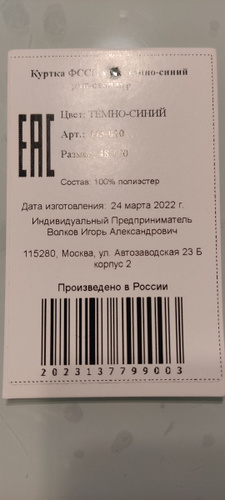 Куртка ФССП
Цвет: ТЕМНО-СИНИЙ
Арт.:
Состав: 100% полиэстер
Дата изготовления: 24 марта 2022 г.
Индивидуальный Предприниматель
Волков Игорь Александрович
115280, Москва, ул. Автозаводская 23 Б
корпус 2
Произведено в России
2023137799003